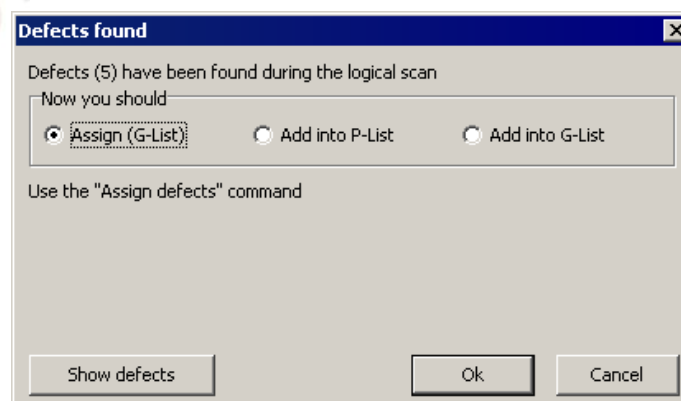 Defects found
Defects (5) have been found during the logical scan
Now you should
Assign (G-List) Add into P-List Add into G-List
Use the "Assign defects" command
Show defects Ok Cancel